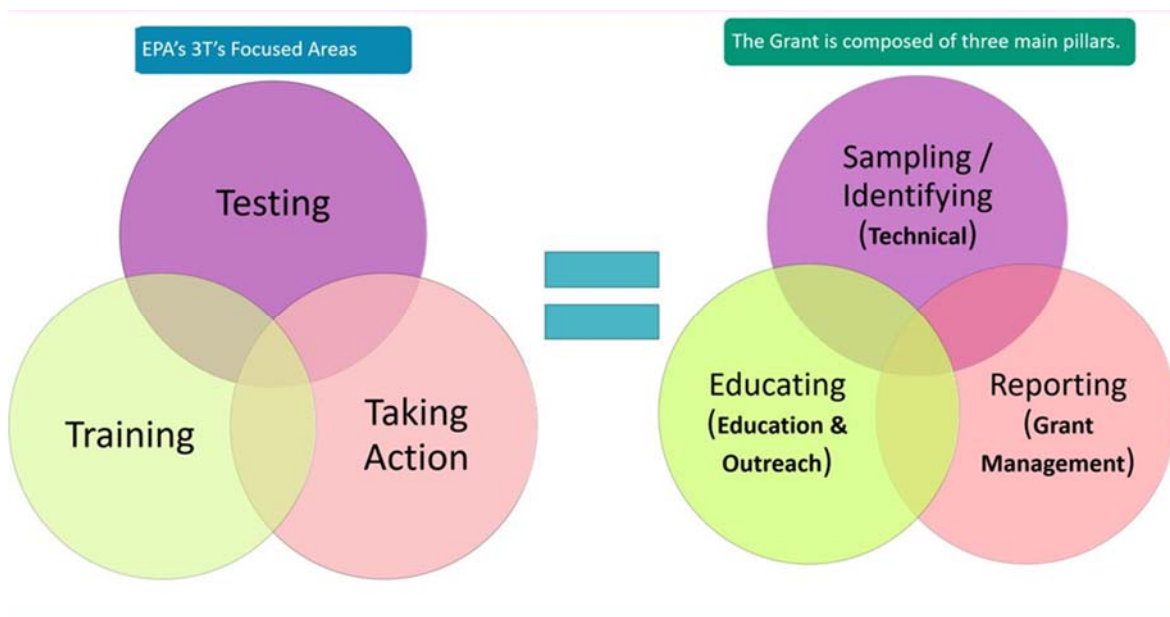 EPA's 3T's Focused Areas
Testing
Training
Taking
Action
The Grant is composed of three main pillars.
Sampling /
Identifying
(Technical)
Educating
(Education &
Outreach)
Reporting
(Grant
Management)